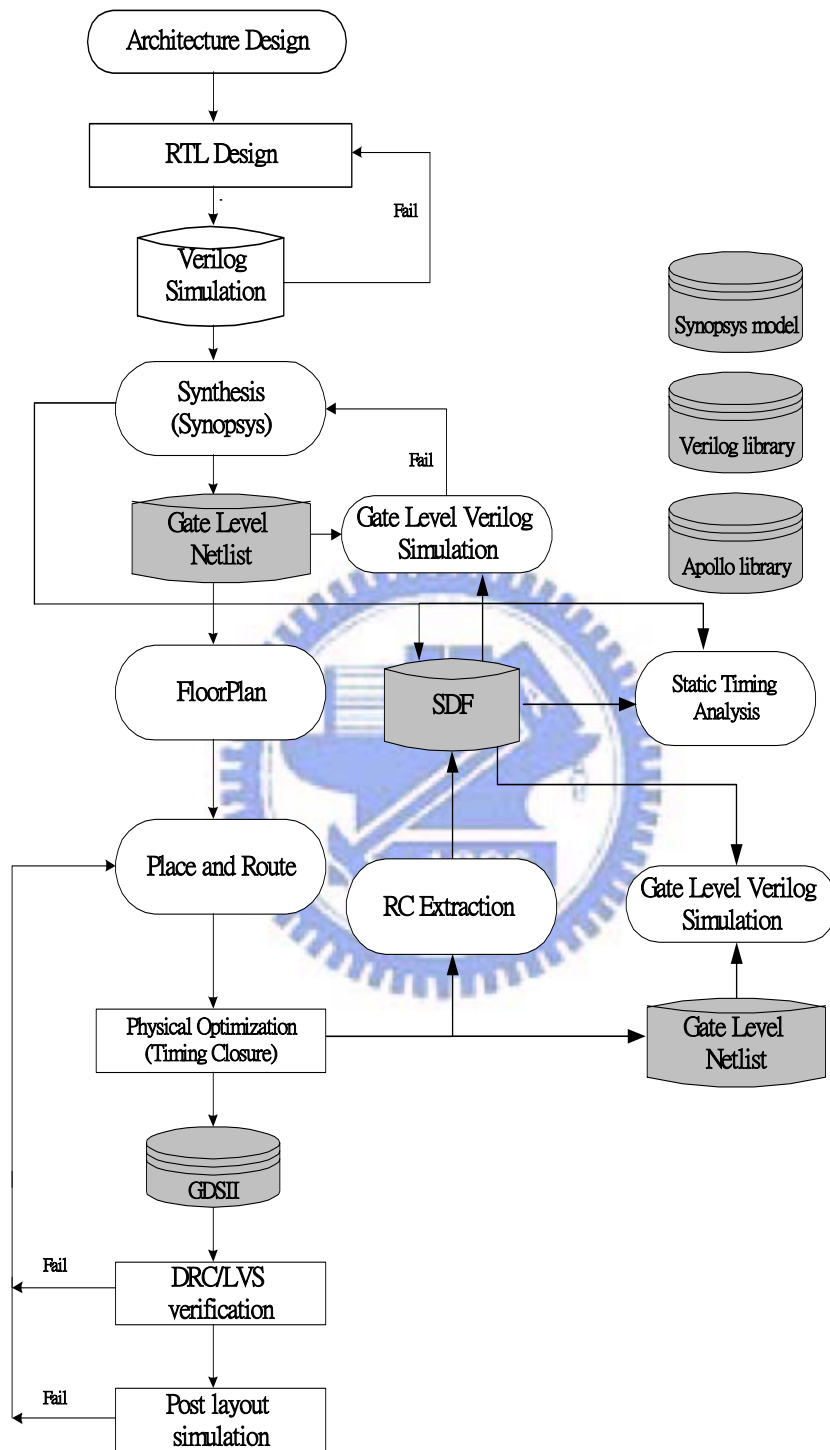 Architecture Design
RTL Design
Fail
Verilog
Simulation
Synopsys model
Synthesis
(Synopsys)
Verilog library
Fail
Gate Level
Netlist
Gate Level Verilog
Simulation
Apollo library
FloorPlan
SDF
Static Timing
Analysis
Place and Route
RC Extraction
Gate Level Verilog
Simulation
Physical Optimization
(Timing Closure)
Gate Level
Netlist
GDSII
Fail
DRC/LVS
verification
Fail
Post layout
simulation